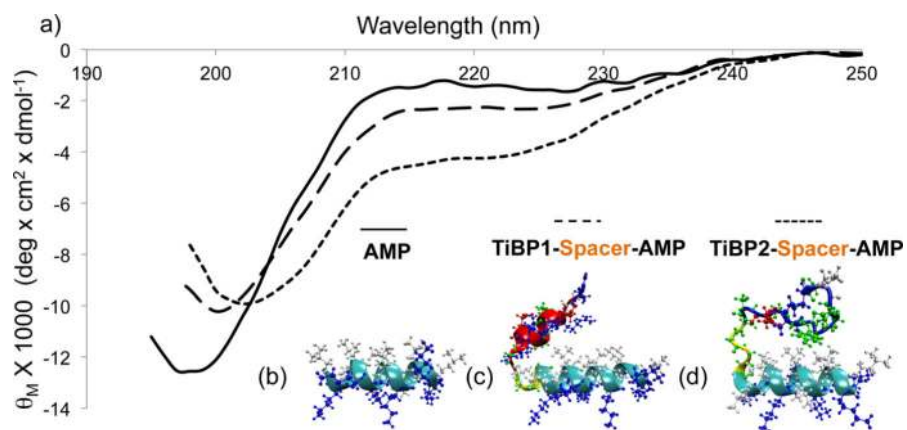 a)
Wavelength (nm)
190 200 210 220 230 240 250
0
-2
-4
-6
-8
-10
-12
-14
θM X 1000 (deg x cm² x dmol⁻¹)
AMP
TiBP1-Spacer-AMP
TiBP2-Spacer-AMP
(b)
(c)
(d)